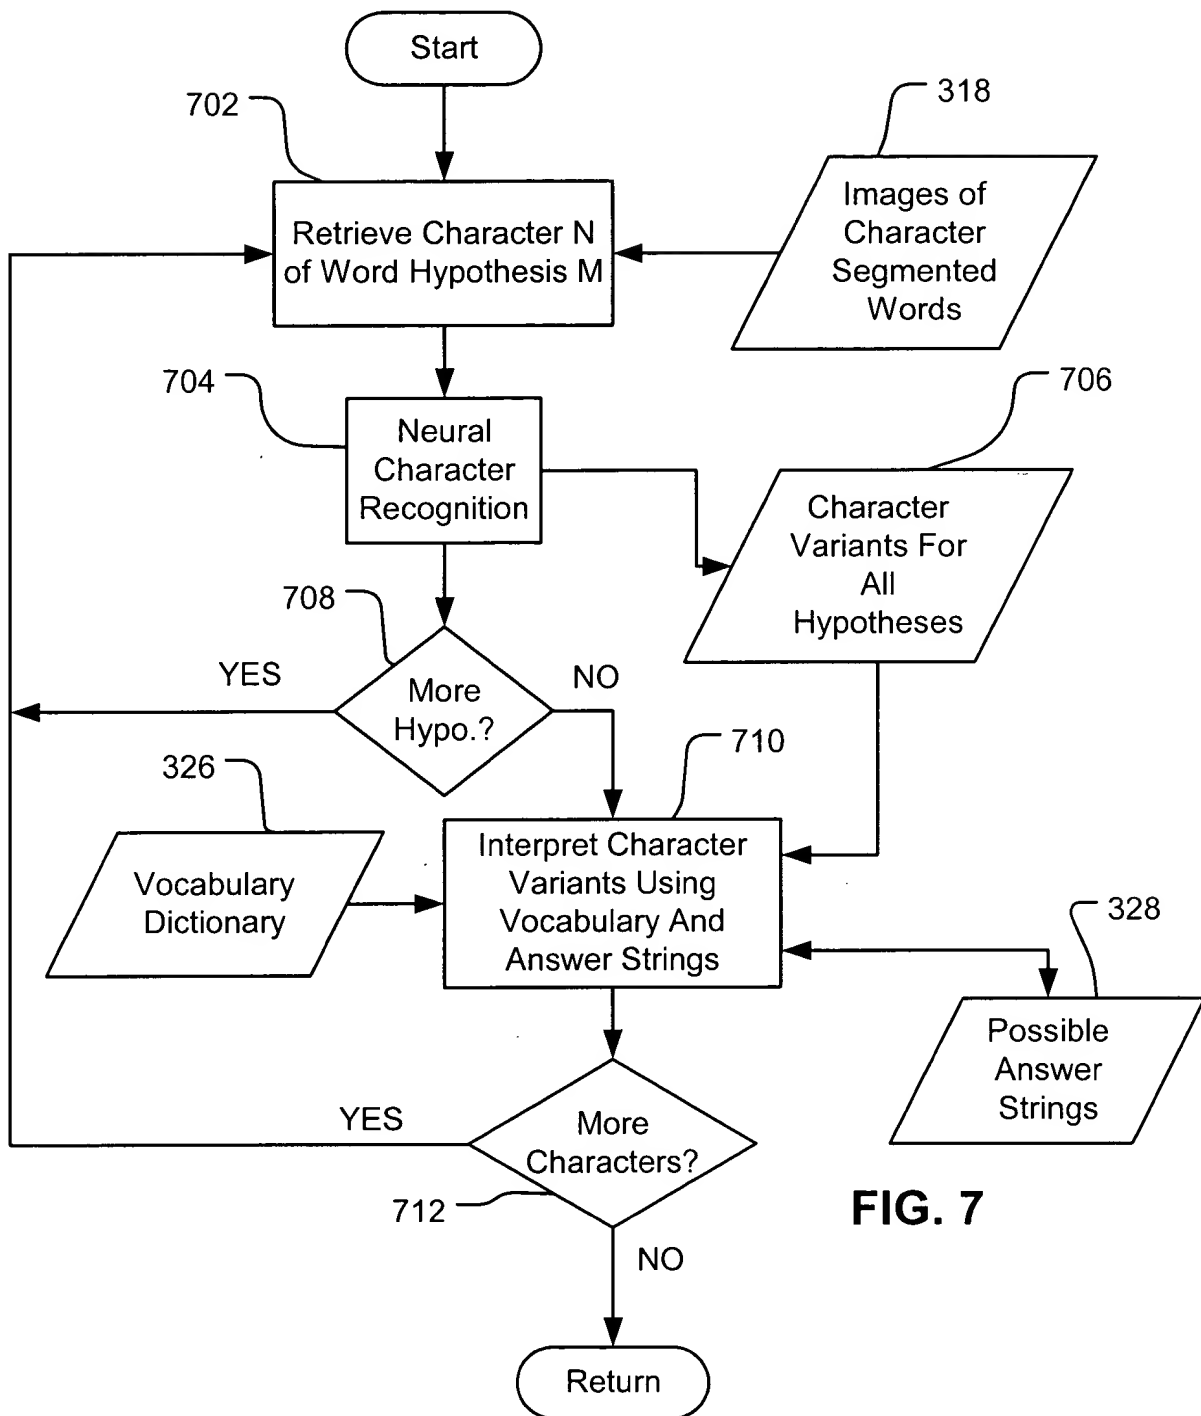 Start
702
318
Retrieve Character N
of Word Hypothesis M
Images of
Character
Segmented
Words
704
706
Neural
Character
Recognition
Character
Variants For
All
Hypotheses
708
YES
NO
More
Hypo.?
326
710
Vocabulary
Dictionary
Interpret Character
Variants Using
Vocabulary And
Answer Strings
328
Possible
Answer
Strings
YES
More
Characters?
712
FIG. 7
NO
Return